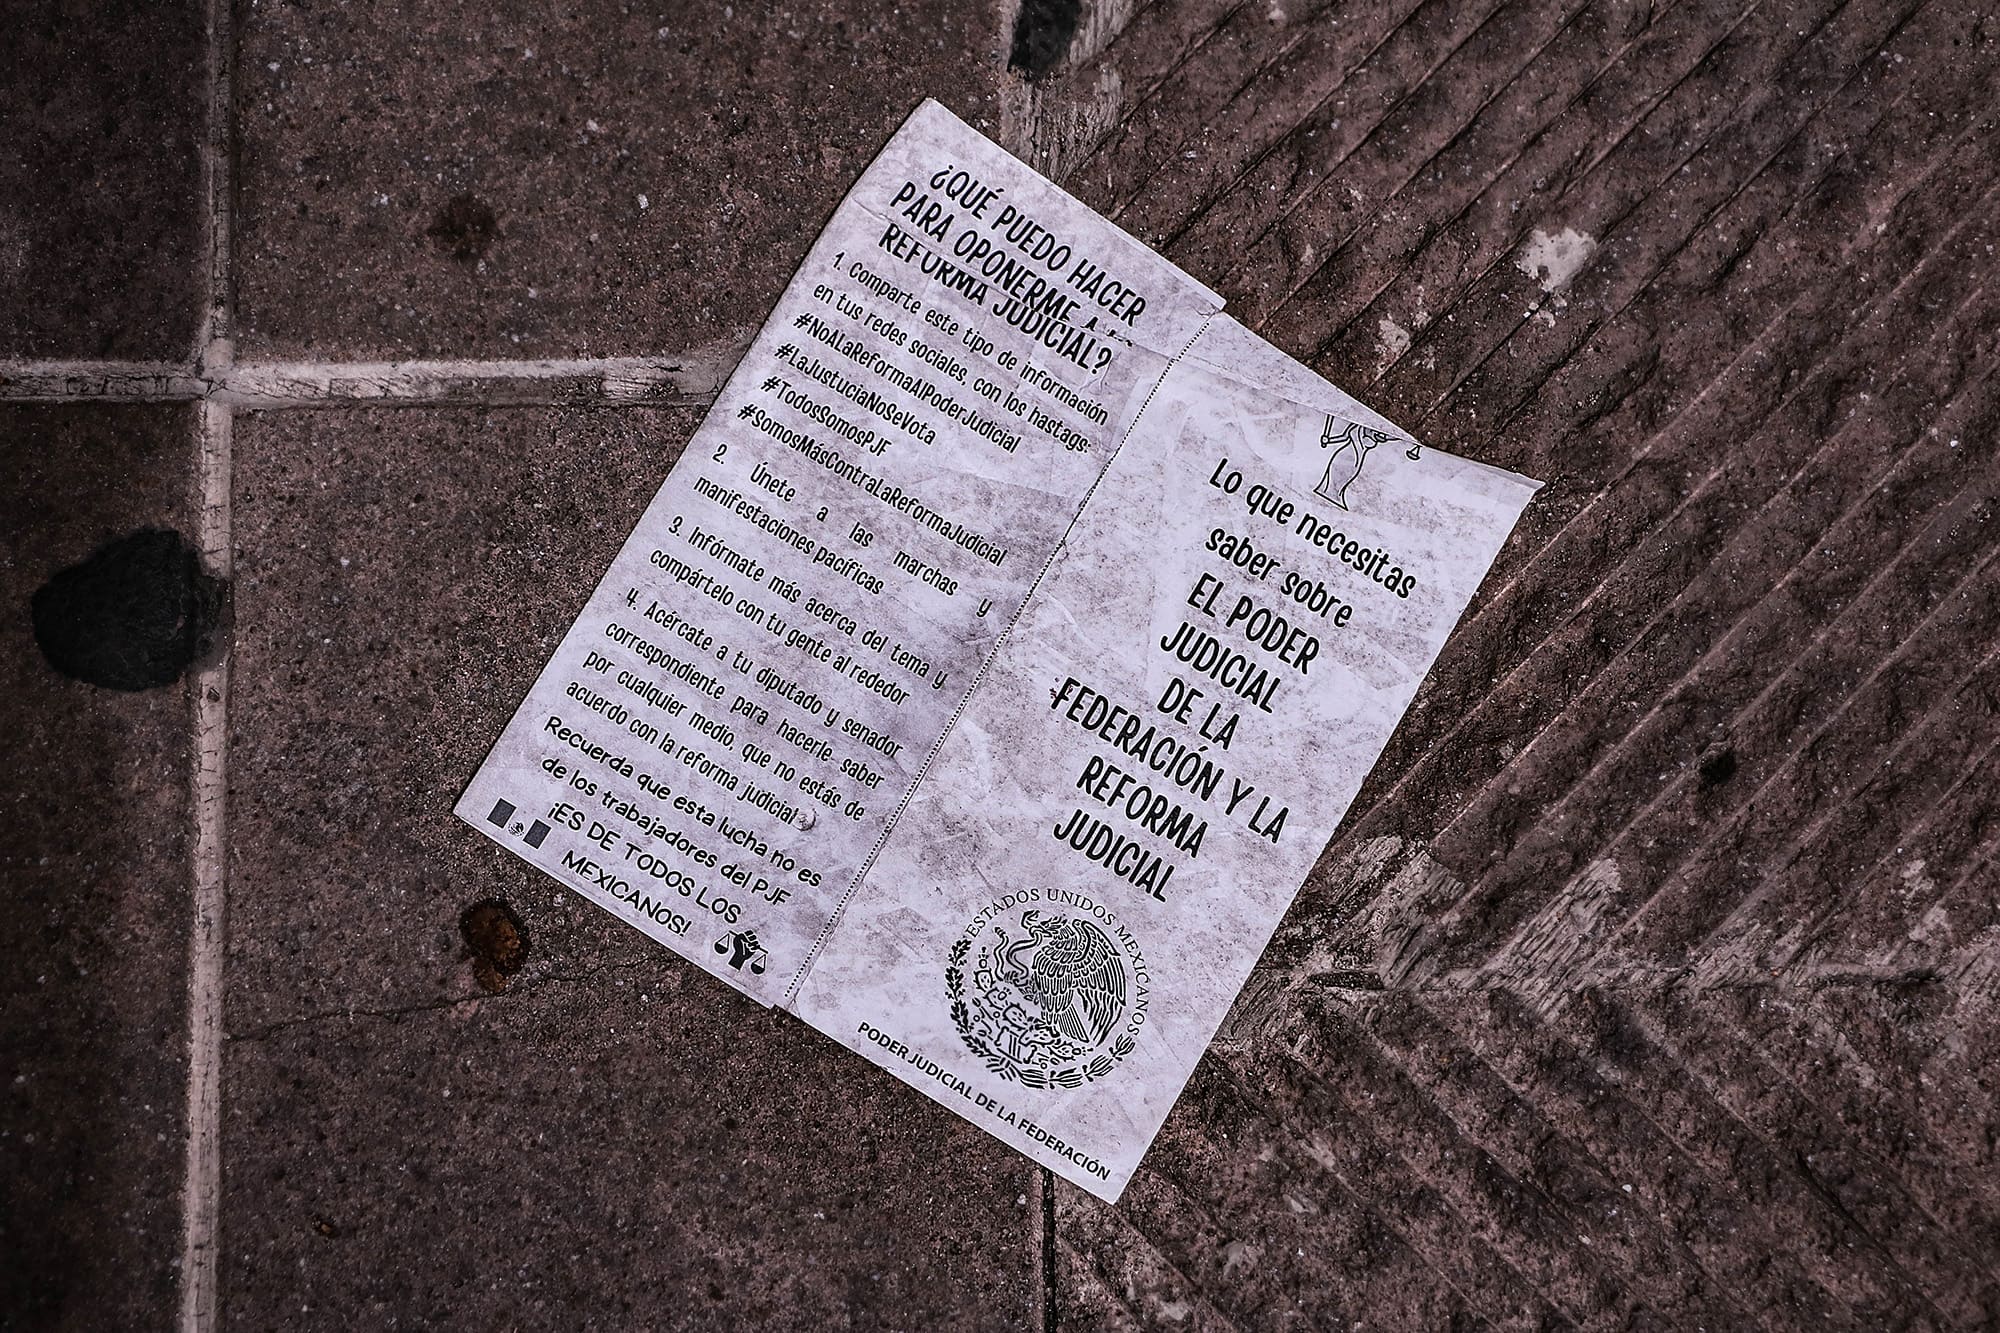 ¿QUÉ PUEDO HACER
PARA OPONERME
REFORMA JUDICIAL?
1. Comparte este tipo de información
en tus redes sociales, con los hastags:
#NoALaReformaAlPoderJudicial
#LaJustuciaNoSeVota
#TodosSomosPJF
#SomosMásContraLaReformaJudicial
2. Únete a las marchas y
manifestaciones pacíficas
3. Infórmate más acerca del tema y
compártelo con tu gente al rededor
4. Acércate a tu diputado y senador
correspondiente para hacerle saber
por cualquier medio, que no estás de
acuerdo con la reforma judicial
Recuerda que esta lucha no es
de los trabajadores del PJF
¡ES DE TODOS LOS
MEXICANOS!
Lo que necesitas
saber sobre
EL PODER
JUDICIAL
DE LA
FEDERACIÓN Y LA
REFORMA
JUDICIAL
ESTADOS UNIDOS MEXICANOS
PODER JUDICIAL DE LA FEDERACIÓN